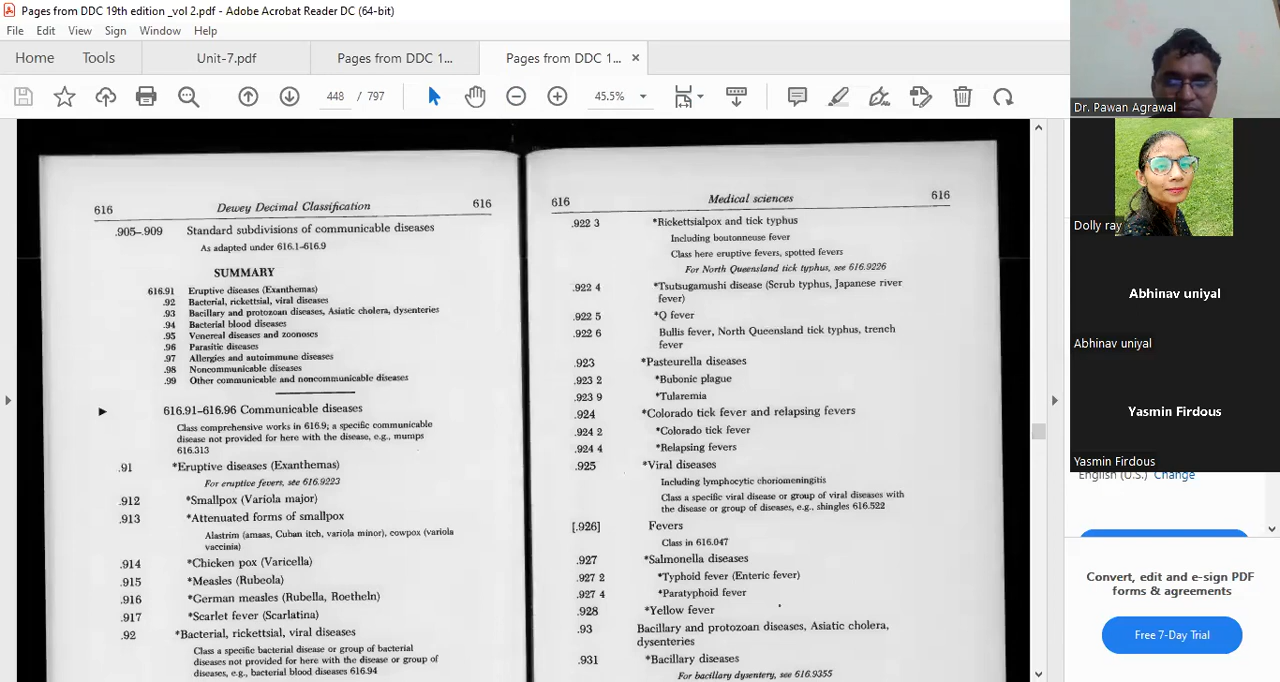 Pages from DDC 19th edition _vol 2.pdf - Adobe Acrobat Reader DC (64-bit)
File Edit View Sign Window Help
Home Tools Unit-7.pdf Pages from DDC 1... Pages from DDC 1... ×
448 / 797 45.5%
616 Dewey Decimal Classification 616
.905–.909 Standard subdivisions of communicable diseases
As adapted under 616.1-616.9
SUMMARY
616.91 Eruptive diseases (Exanthemas)
.92 Bacterial, rickettsial, viral diseases
.93 Bacillary and protozoan diseases, Asiatic cholera, dysenteries
.94 Bacterial blood diseases
.95 Venereal diseases and zoonoses
.96 Parasitic diseases
.97 Allergies and autoimmune diseases
.98 Noncommunicable diseases
.99 Other communicable and noncommunicable diseases
616.91–616.96 Communicable diseases
Class comprehensive works in 616.9; a specific communicable
disease not provided for here with the disease, e.g., mumps
616.313
.91 *Eruptive diseases (Exanthemas)
For eruptive fevers, see 616.9223
.912 *Smallpox (Variola major)
.913 *Attenuated forms of smallpox
Alastrim (amaas, Cuban itch, variola minor), cowpox (variola
vaccinia)
.914 *Chicken pox (Varicella)
.915 *Measles (Rubeola)
.916 *German measles (Rubella, Roetheln)
.917 *Scarlet fever (Scarlatina)
.92 *Bacterial, rickettsial, viral diseases
Class a specific bacterial disease or group of bacterial
diseases not provided for here with the disease or group of
diseases, e.g., bacterial blood diseases 616.94
616 Medical sciences 616
.922 3 *Rickettsialpox and tick typhus
Including boutonneuse fever
Class here eruptive fevers, spotted fevers
For North Queensland tick typhus, see 616.9226
.922 4 *Tsutsugamushi disease (Scrub typhus, Japanese river
fever)
.922 5 *Q fever
.922 6 Bullis fever, North Queensland tick typhus, trench
fever
.923 *Pasteurella diseases
.923 2 *Bubonic plague
.923 9 *Tularemia
.924 *Colorado tick fever and relapsing fevers
.924 2 *Colorado tick fever
.924 4 *Relapsing fevers
.925 *Viral diseases
Including lymphocytic choriomeningitis
Class a specific viral disease or group of viral diseases with
the disease or group of diseases, e.g., shingles 616.522
[.926] Fevers
Class in 616.047
.927 *Salmonella diseases
.927 2 *Typhoid fever (Enteric fever)
.927 4 *Paratyphoid fever
.928 *Yellow fever
.93 Bacillary and protozoan diseases, Asiatic cholera,
dysenteries
.931 *Bacillary diseases
For bacillary dysentery, see 616.9355
Dr. Pawan Agrawal
Dolly ray
Abhinav uniyal
Abhinav uniyal
Yasmin Firdous
Yasmin Firdous
English (U.S.) Change
Convert, edit and e-sign PDF
forms & agreements
Free 7-Day Trial